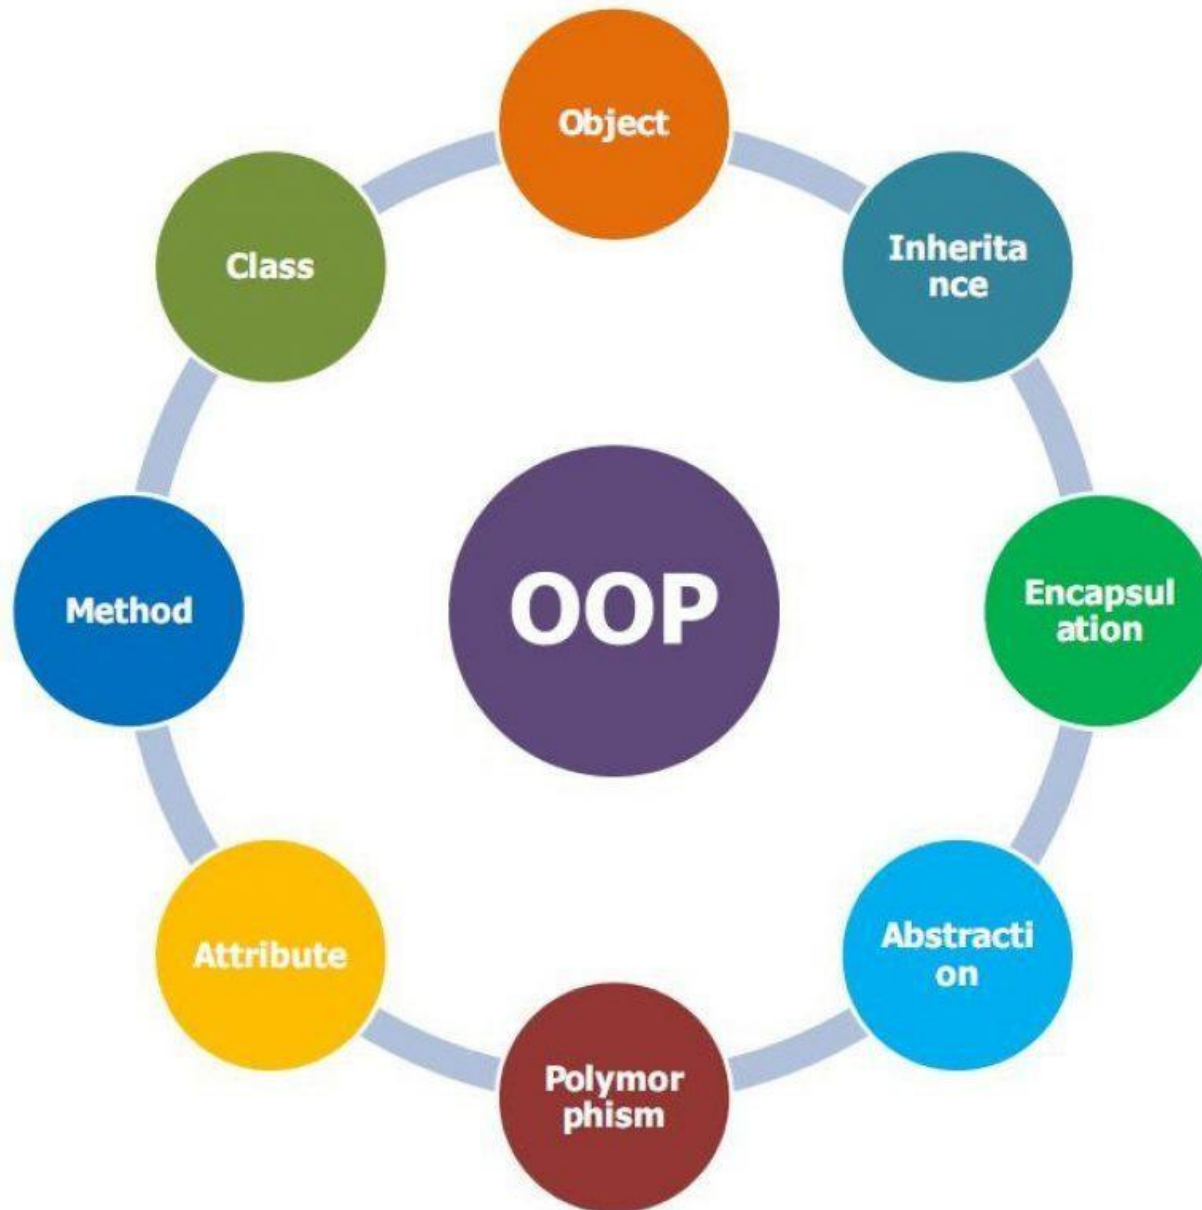 Object
Inherita
nce
Encapsul
ation
Abstracti
on
Polymor
phism
Attribute
Method
Class
OOP